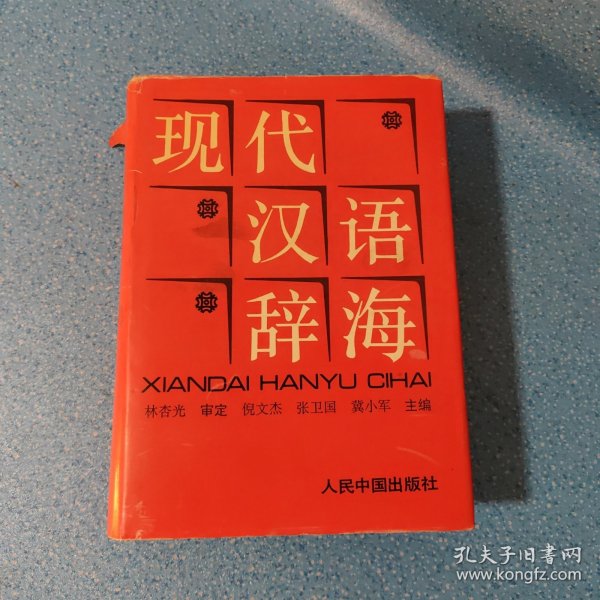 现代
汉语
辞海
XIANDAI HANYU CIHAI
林杏光 审定 倪文杰 张卫国 冀小军 主编
人民中国出版社
孔夫子旧书网
www.kongfz.com